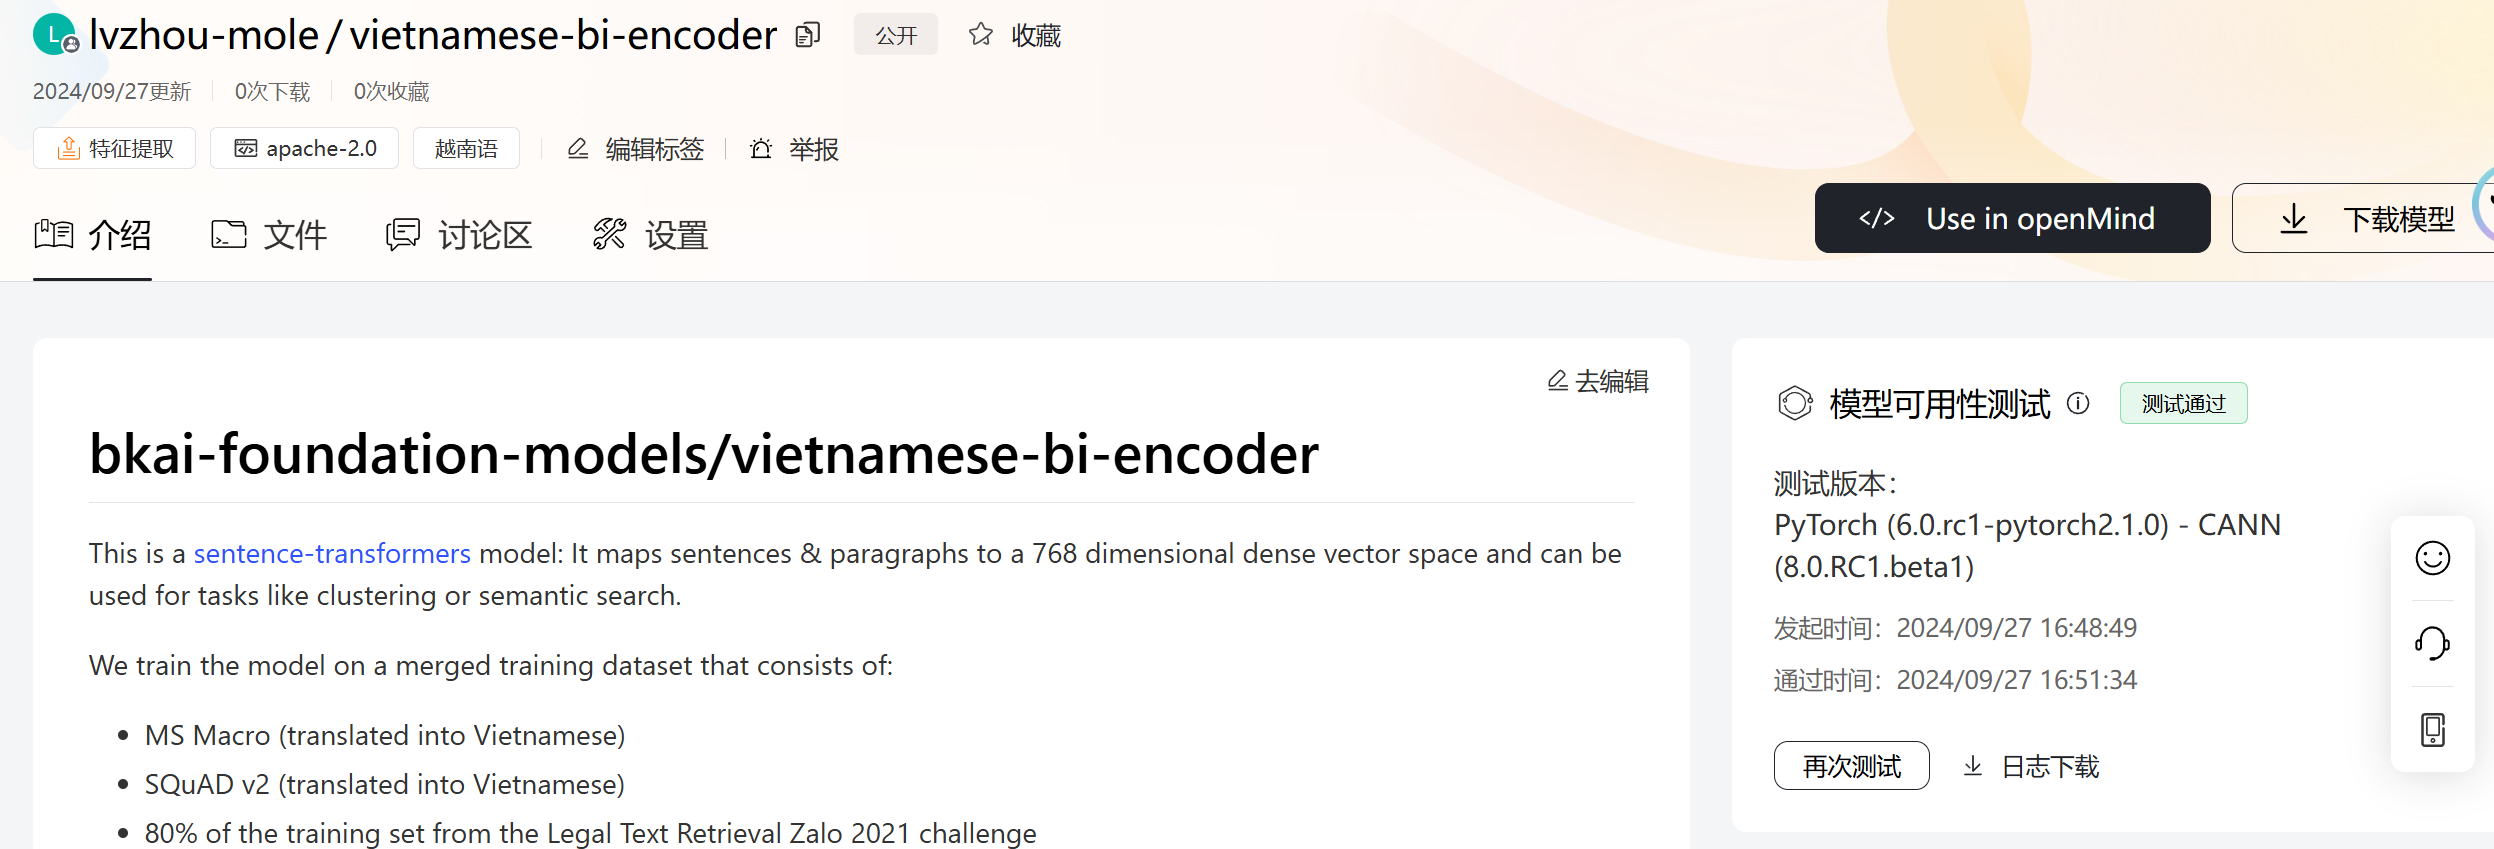 L lvzhou-mole / vietnamese-bi-encoder 公开 收藏
2024/09/27更新 0次下载 0次收藏
特征提取 apache-2.0 越南语 编辑标签 举报
介绍 文件 讨论区 设置
Use in openMind 下载模型
去编辑
bkai-foundation-models/vietnamese-bi-encoder
This is a sentence-transformers model: It maps sentences & paragraphs to a 768 dimensional dense vector space and can be
used for tasks like clustering or semantic search.
We train the model on a merged training dataset that consists of:
• MS Macro (translated into Vietnamese)
• SQuAD v2 (translated into Vietnamese)
• 80% of the training set from the Legal Text Retrieval Zalo 2021 challenge
模型可用性测试 测试通过
测试版本：
PyTorch (6.0.rc1-pytorch2.1.0) - CANN
(8.0.RC1.beta1)
发起时间：2024/09/27 16:48:49
通过时间：2024/09/27 16:51:34
再次测试 日志下载